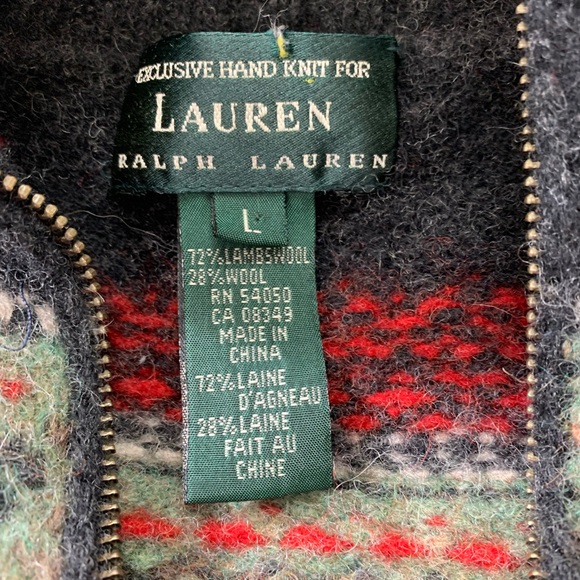 EXCLUSIVE HAND KNIT FOR
LAUREN
RALPH LAUREN
L
72%LAMBSWOOL
28%WOOL
RN 54050
CA 08349
MADE IN
CHINA
72%LAINE
D'AGNEAU
28%LAINE
FAIT AU
CHINE